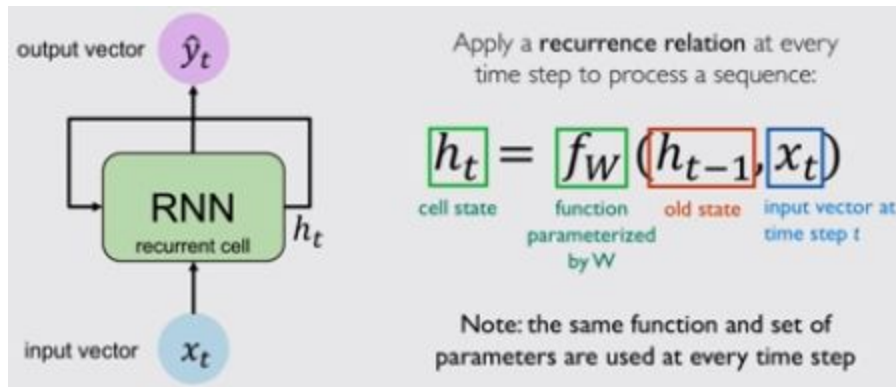 output vector
ŷₜ
RNN
recurrent cell
hₜ
input vector
xₜ
Apply a recurrence relation at every
time step to process a sequence:
hₜ = f_W (hₜ₋₁, xₜ)
cell state
function
parameterized
by W
old state
input vector at
time step t
Note: the same function and set of
parameters are used at every time step